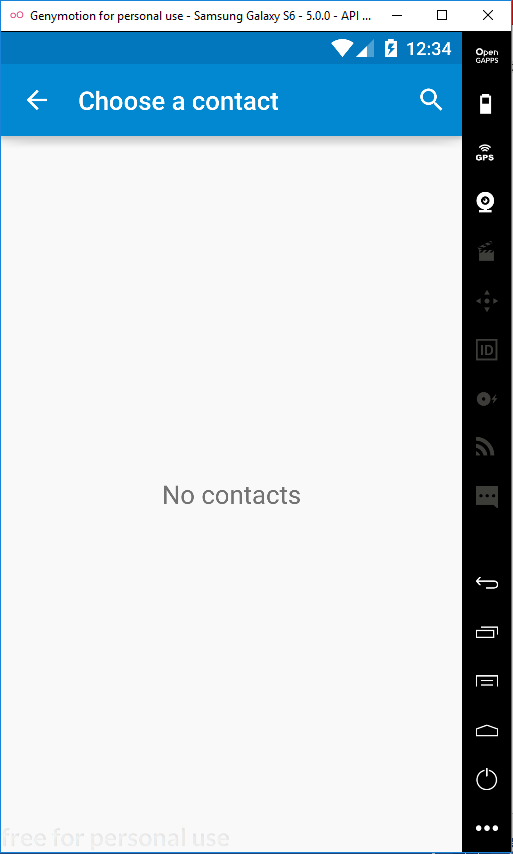 Genymotion for personal use - Samsung Galaxy S6 - 5.0.0 - API ...
Open
GAPPS
12:34
Choose a contact
GPS
ID
No contacts
free for personal use